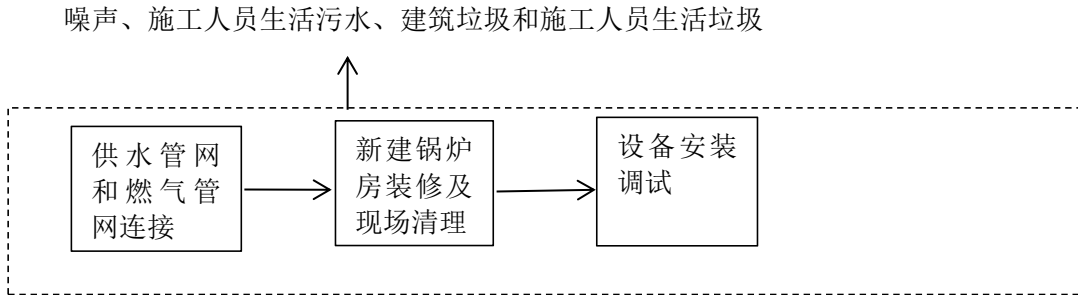 噪声、施工人员生活污水、建筑垃圾和施工人员生活垃圾
供水管网
和燃气管
网连接
新建锅炉
房装修及
现场清理
设备安装
调试